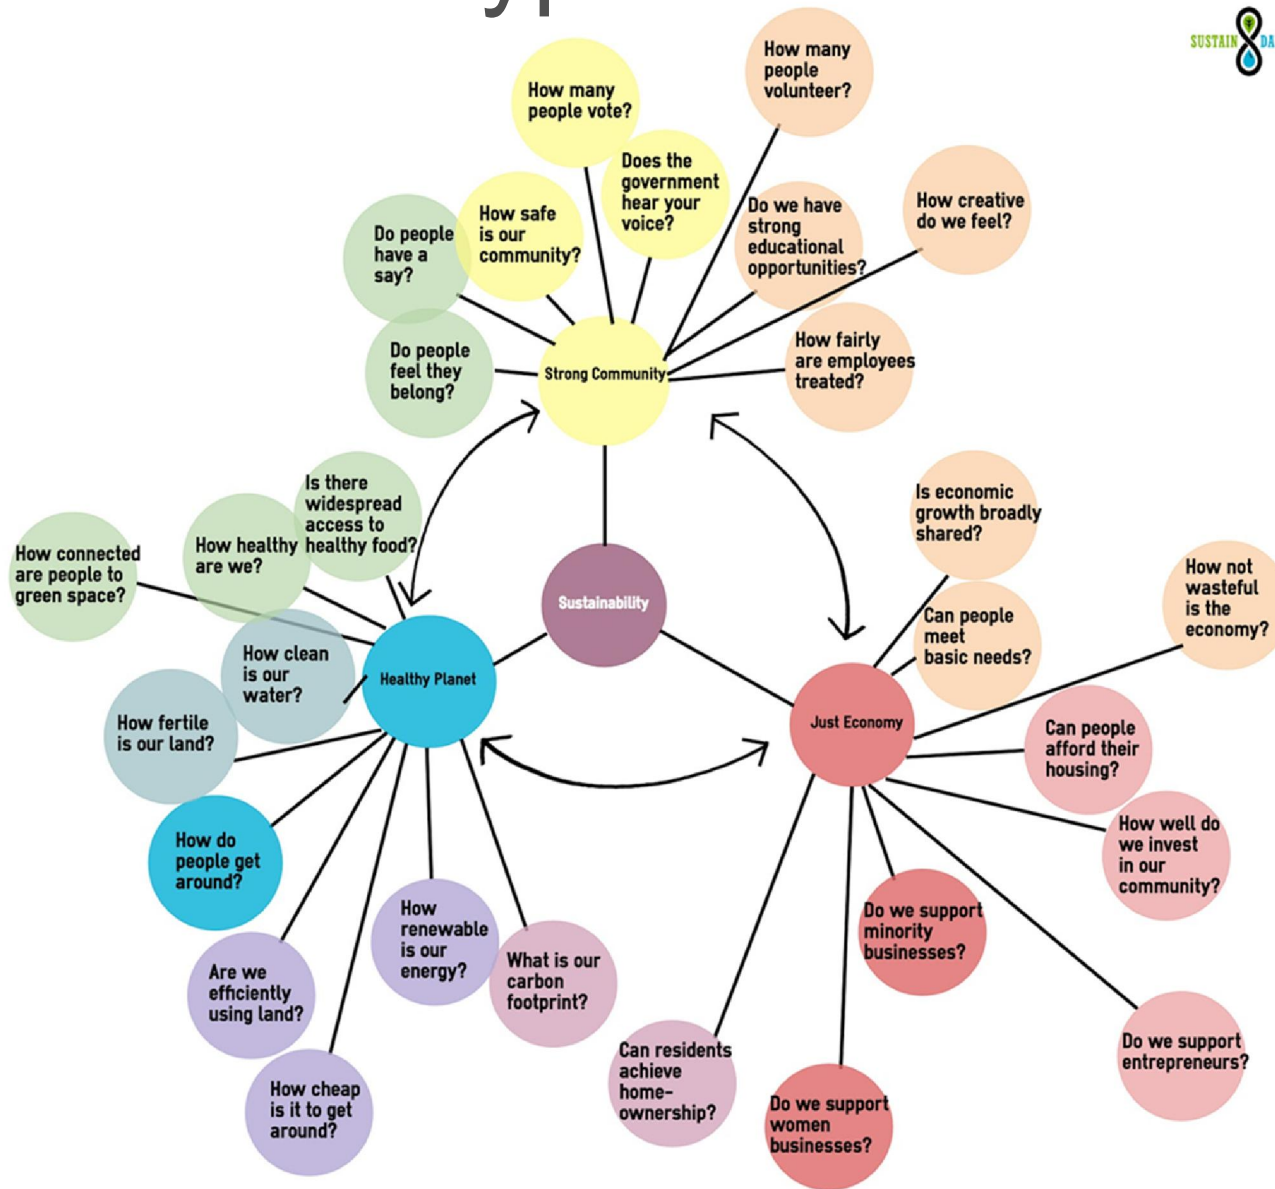 SUSTAIN
DA
How many
people
volunteer?
How many
people vote?
Does the
government
hear your
voice?
How safe
is our
community?
Do people
have a
say?
Do we have
strong
educational
opportunities?
How creative
do we feel?
Do people
feel they
belong?
Strong Community
How fairly
are employees
treated?
Is there
widespread
access to
healthy food?
How healthy
are we?
How connected
are people to
green space?
Is economic
growth broadly
shared?
How not
wasteful
is the
economy?
Sustainability
Can people
meet
basic needs?
How clean
is our
water?
Healthy Planet
Just Economy
How fertile
is our land?
Can people
afford their
housing?
How do
people get
around?
How well do
we invest
in our
community?
How
renewable
is our
energy?
What is our
carbon
footprint?
Do we support
minority
businesses?
Are we
efficiently
using land?
Can residents
achieve
home-
ownership?
Do we support
entrepreneurs?
How cheap
is it to get
around?
Do we support
women
businesses?